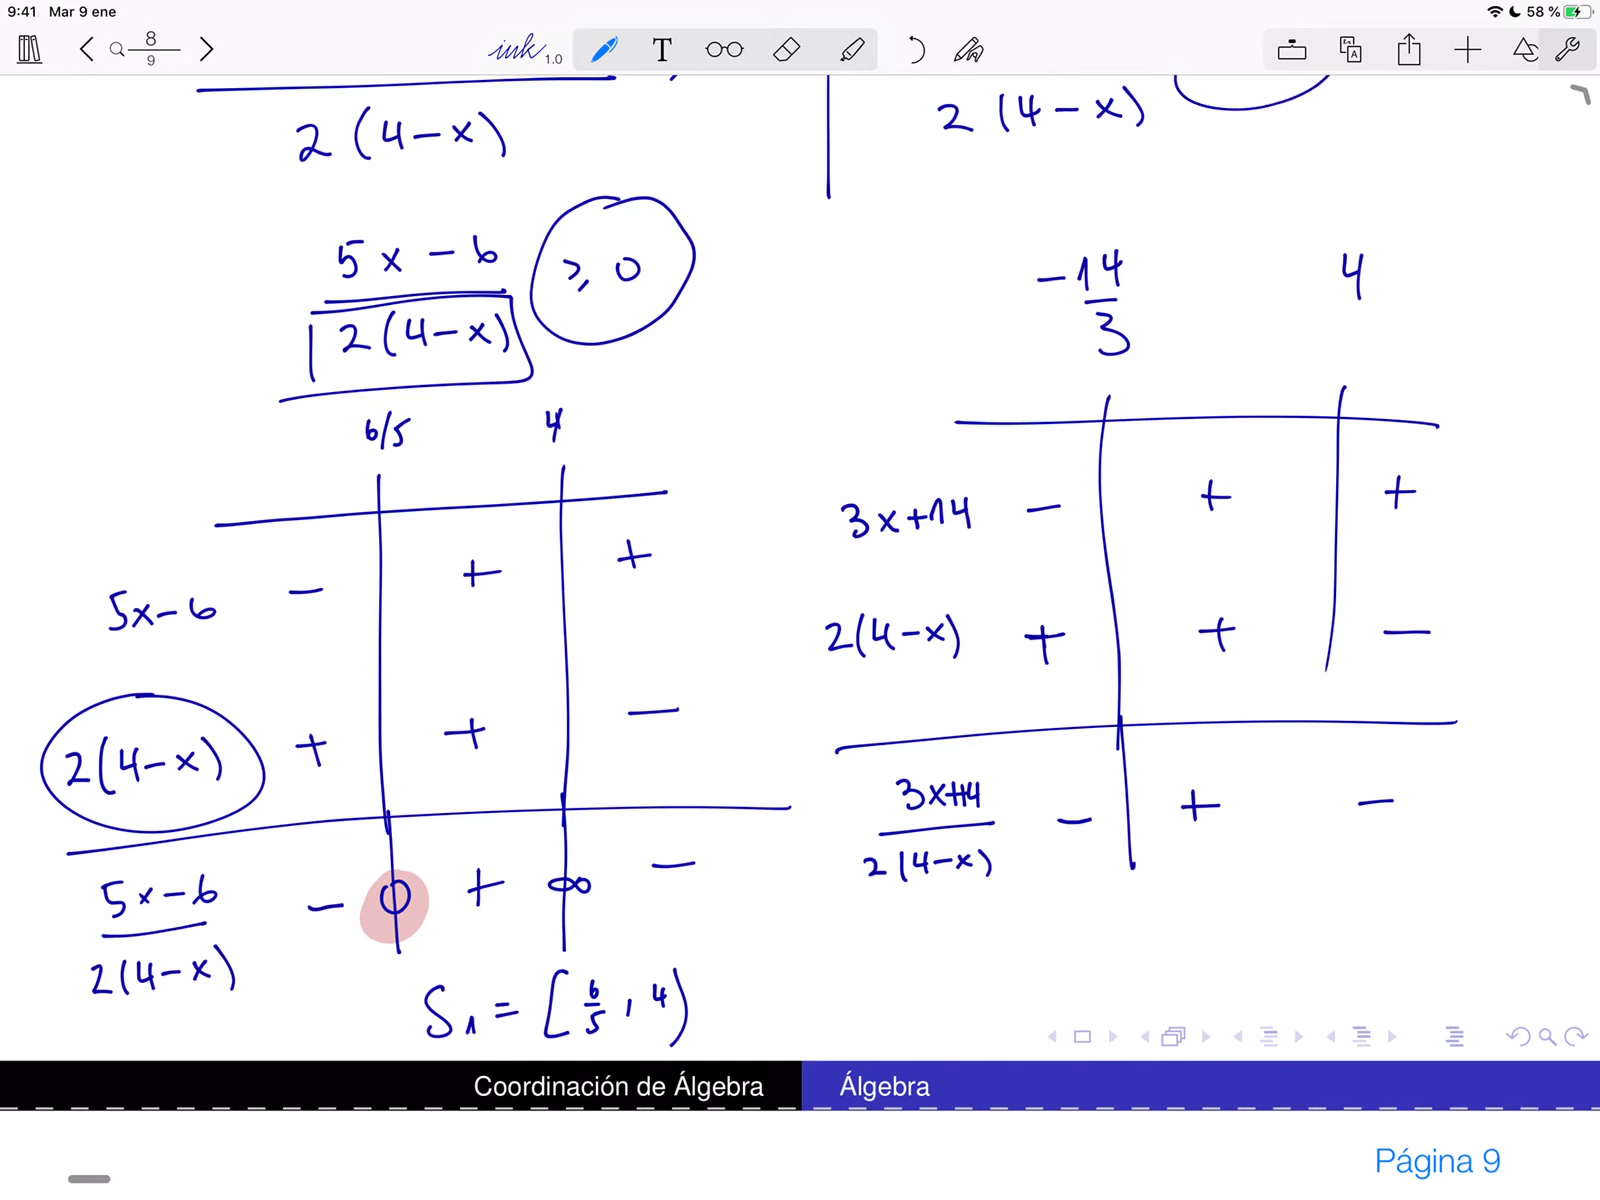 9:41 Mar 9 ene
58 %
8
9
ink 1.0
T
2 (4-x)
2 (4-x)
5x-6
2(4-x)
≥ 0
6/5 4
5x-6 - + +
2(4-x) + + -
5x-6
2(4-x)
- 0 + ∞ -
S1 = [6/5, 4)
-14/3 4
3x+14 - + +
2(4-x) + + -
3x+14
2(4-x)
- + -
Coordinación de Álgebra
Álgebra
Página 9